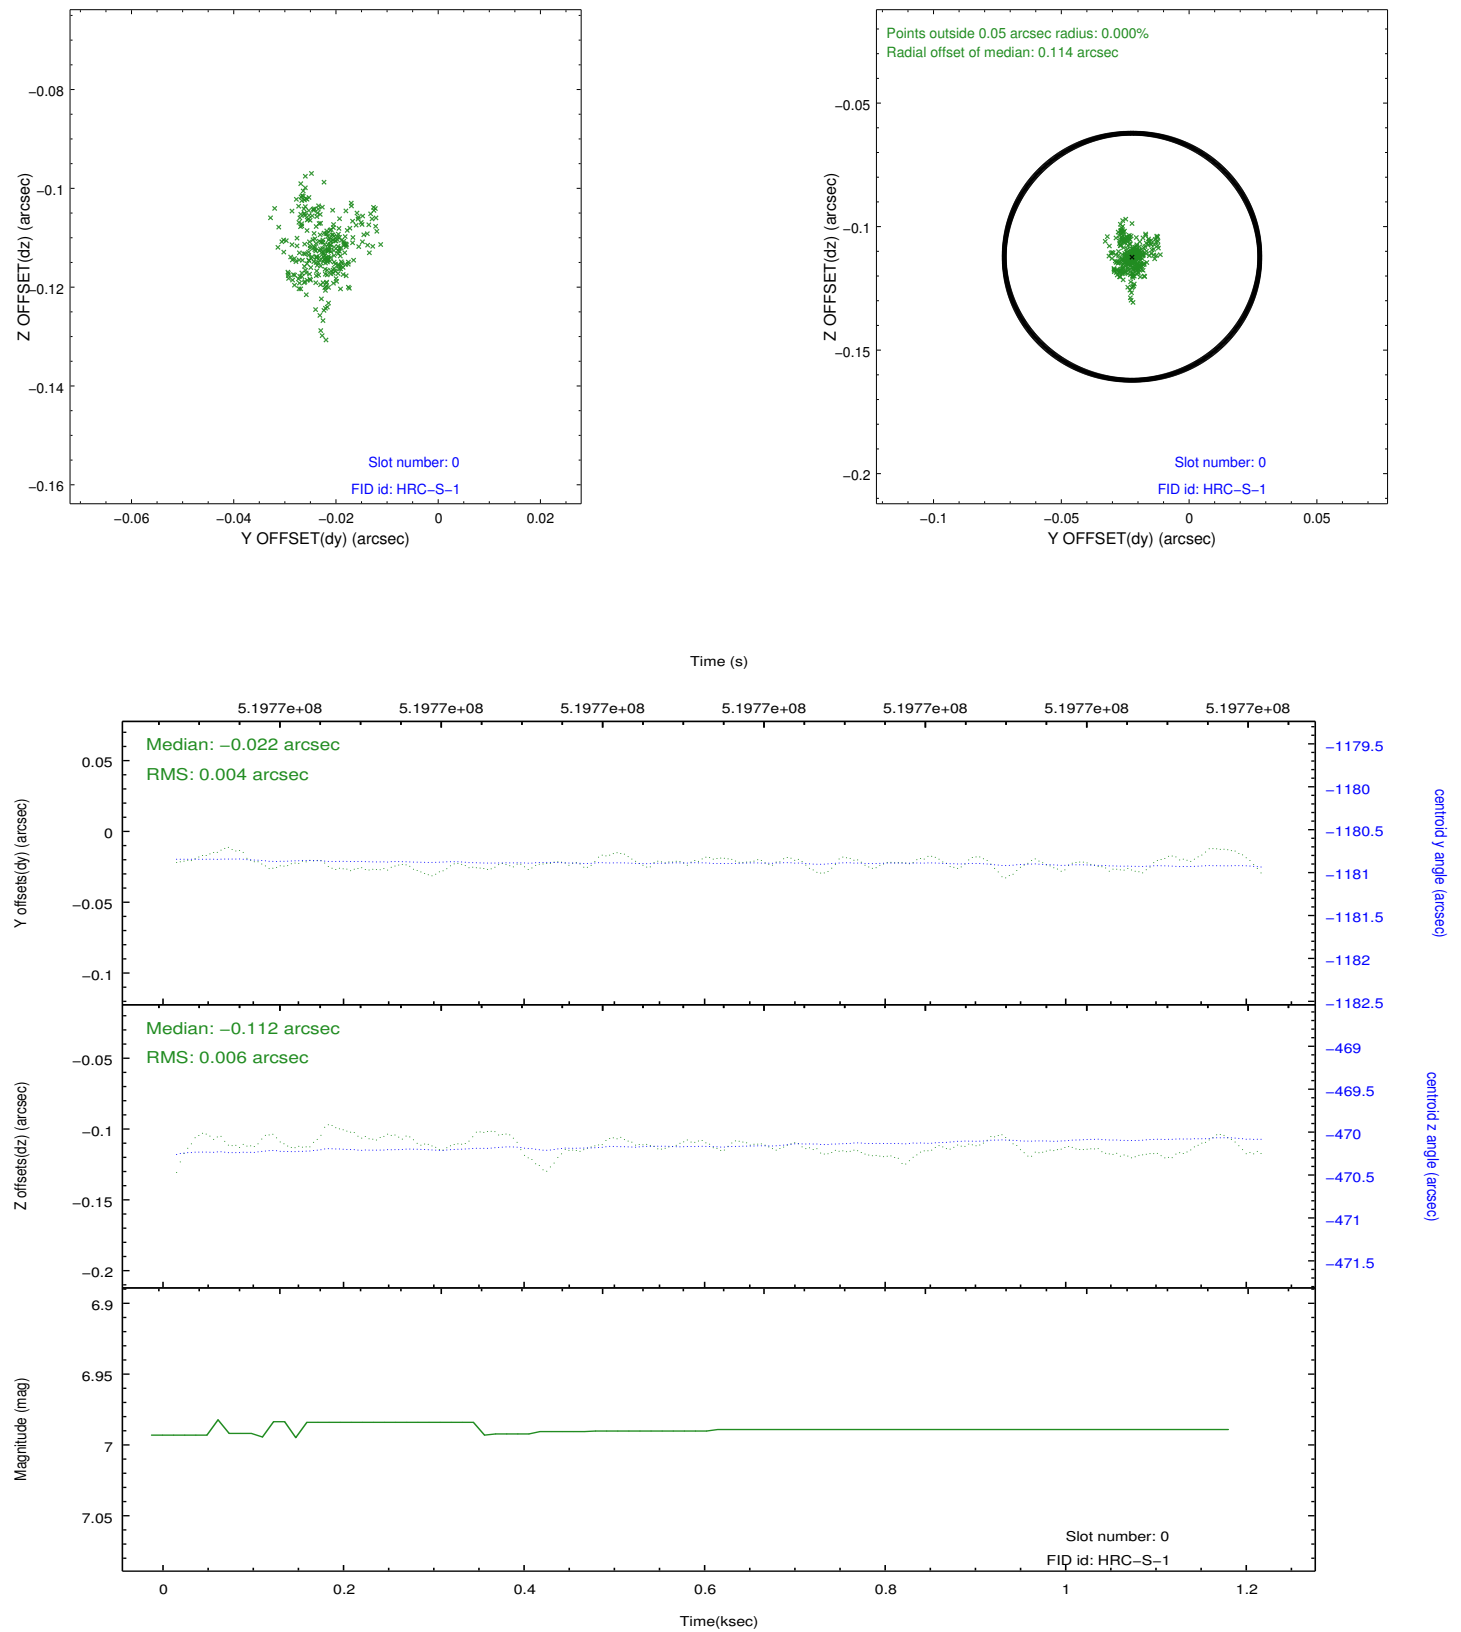 −0.08
−0.1
−0.12
−0.14
−0.16
Z OFFSET(dz) (arcsec)
Slot number: 0
FID id: HRC−S−1
−0.06 −0.04 −0.02 0 0.02
Y OFFSET(dy) (arcsec)
Points outside 0.05 arcsec radius: 0.000%
Radial offset of median: 0.114 arcsec
−0.05
−0.1
−0.15
−0.2
Z OFFSET(dz) (arcsec)
Slot number: 0
FID id: HRC−S−1
−0.1 −0.05 0 0.05
Y OFFSET(dy) (arcsec)
Time (s)
5.1977e+08 5.1977e+08 5.1977e+08 5.1977e+08 5.1977e+08 5.1977e+08 5.1977e+08
Median: −0.022 arcsec
RMS: 0.004 arcsec
0.05
0
−0.05
−0.1
Y offsets(dy) (arcsec)
−1179.5
−1180
−1180.5
−1181
−1181.5
−1182
−1182.5
centroid y angle (arcsec)
Median: −0.112 arcsec
RMS: 0.006 arcsec
−0.05
−0.1
−0.15
−0.2
Z offsets(dz) (arcsec)
−469
−469.5
−470
−470.5
−471
−471.5
centroid z angle (arcsec)
6.9
6.95
7
7.05
Magnitude (mag)
Slot number: 0
FID id: HRC−S−1
0 0.2 0.4 0.6 0.8 1 1.2
Time(ksec)